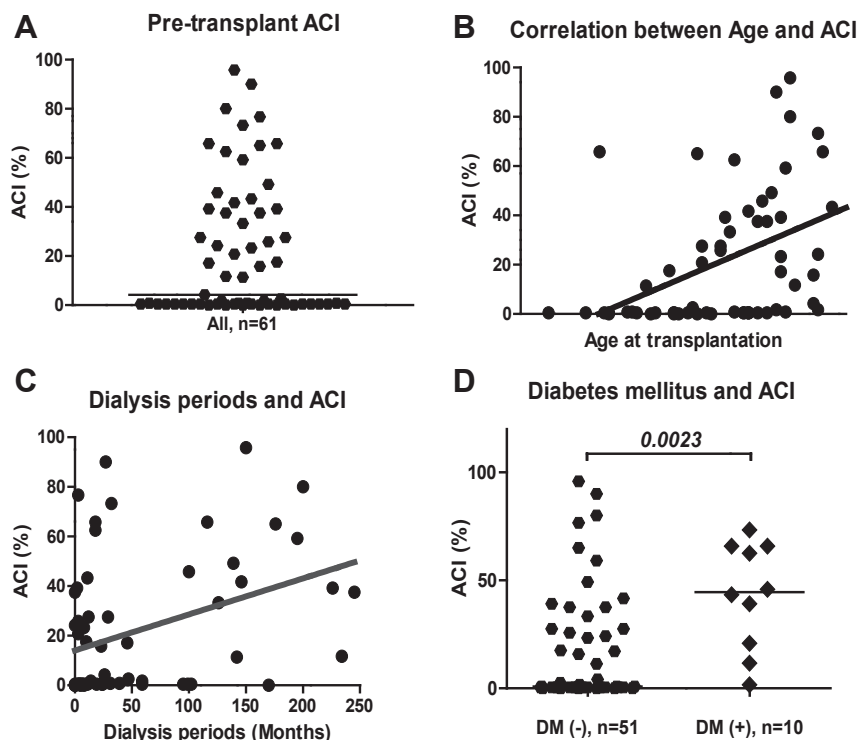 A
Pre-transplant ACI
100
80
60
40
20
0
ACI (%)
All, n=61
B
Correlation between Age and ACI
100
80
60
40
20
0
ACI (%)
Age at transplantation
C
Dialysis periods and ACI
100
80
60
40
20
0
ACI (%)
0 50 100 150 200 250
Dialysis periods (Months)
D
Diabetes mellitus and ACI
0.0023
100
50
0
ACI (%)
DM (-), n=51 DM (+), n=10